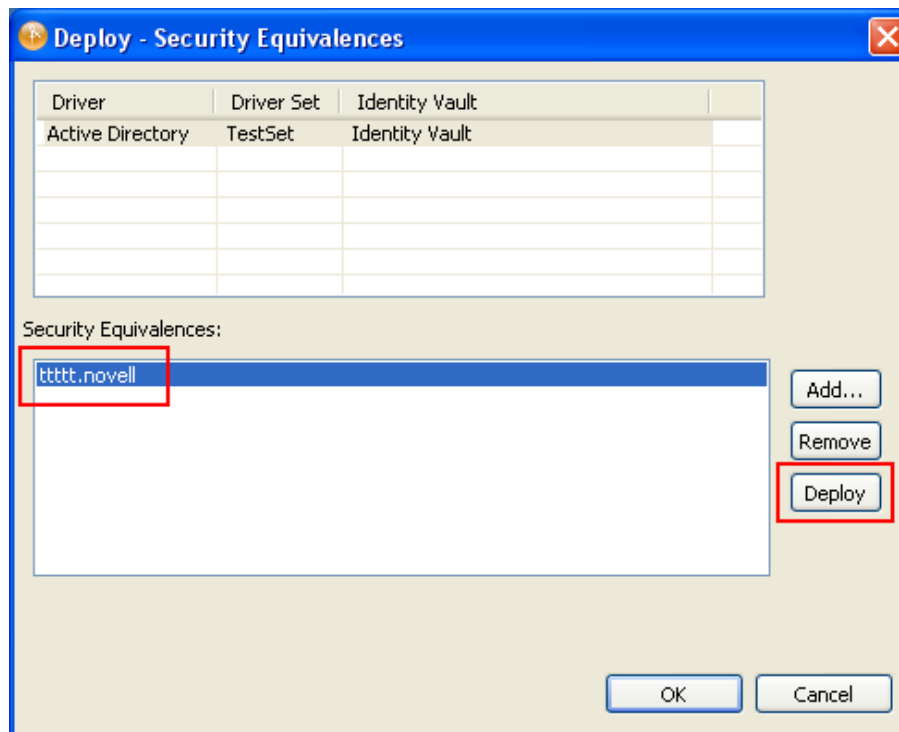 Deploy - Security Equivalences
Driver Driver Set Identity Vault
Active Directory TestSet Identity Vault
Security Equivalences:
ttttt.novell
Add...
Remove
Deploy
OK Cancel